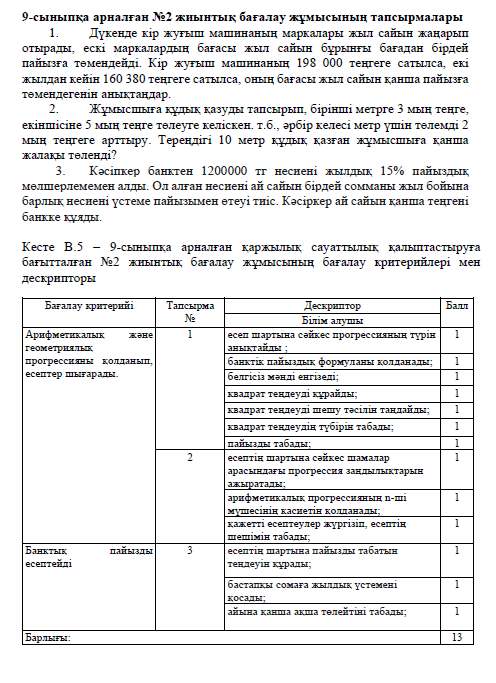 9-сыныпқа арналған №2 жиынтық бағалау жұмысының тапсырмалары
1. Дүкенде кір жуғыш машинаның маркалары жыл сайын жаңарып
отырады, ескі маркалардың бағасы жыл сайын бұрынғы бағадан бірдей
пайызға төмендейді. Кір жуғыш машинаның 198 000 теңгеге сатылса, екі
жылдан кейін 160 380 теңгеге сатылса, оның бағасы жыл сайын қанша пайызға
төмендегенін анықтаңдар.
2. Жұмысшыға құдық қазуды тапсырып, бірінші метрге 3 мың теңге,
екіншісіне 5 мың теңге төлеуге келіскен. т.б., әрбір келесі метр үшін төлемді 2
мың теңгеге арттыру. Тереңдігі 10 метр құдық қазған жұмысшыға қанша
жалақы төленді?
3. Кәсіпкер банктен 1200000 тг несиені жылдық 15% пайыздық
мөлшерлемемен алды. Ол алған несиені ай сайын бірдей сомманы жыл бойына
барлық несиені үстеме пайызымен өтеуі тиіс. Кәсіркер ай сайын қанша теңгені
банкке құяды.
Кесте В.5 – 9-сыныпқа арналған қаржылық сауаттылық қалыптастыруға
бағытталған №2 жиынтық бағалау жұмысының бағалау критерийлері мен
дескрипторы
Бағалау критерийі Тапсырма Дескриптор Балл
№ Білім алушы
Арифметикалық және 1 есеп шартына сәйкес прогрессияның түрін 1
геометриялық анықтайды ;
прогрессияны қолданып, банктік пайыздық формуланы қолданады; 1
есептер шығарады. белгісіз мәнді енгізеді; 1
квадрат теңдеуді құрайды; 1
квадрат теңдеуді шешу тәсілін таңдайды; 1
квадрат теңдеудің түбірін табады; 1
пайызды табады; 1
2 есептің шартына сәйкес шамалар 1
арасындағы прогрессия заңдылықтарын
ажыратады;
арифметикалық прогрессияның n-ші 1
мүшесінің қасиетін қолданады;
қажетті есептеулер жүргізіп, есептің 1
шешімін табады;
Банктық пайызды 3 есептің шартына пайызды табатын 1
есептейді теңдеуін құрады;
бастапқы сомаға жылдық үстемені 1
қосады;
айына қанша ақша төлейтіні табады; 1
Барлығы: 13